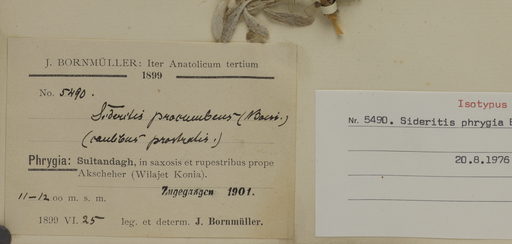 J. BORNMÜLLER: Iter Anatolicum tertium
1899
No. 5490.
Sideritis procumbens (Boiss.)
(caulibus prostratis.)
Phrygia: Sultandagh, in saxosis et rupestribus prope
Akscheher (Wilajet Konia).
Zugegangen 1901.
11-12 00 m. s. m.
1899 VI. 25 leg. et determ. J. Bornmüller.
Isotypus
Nr. 5490. Sideritis phrygia B
20.8.1976